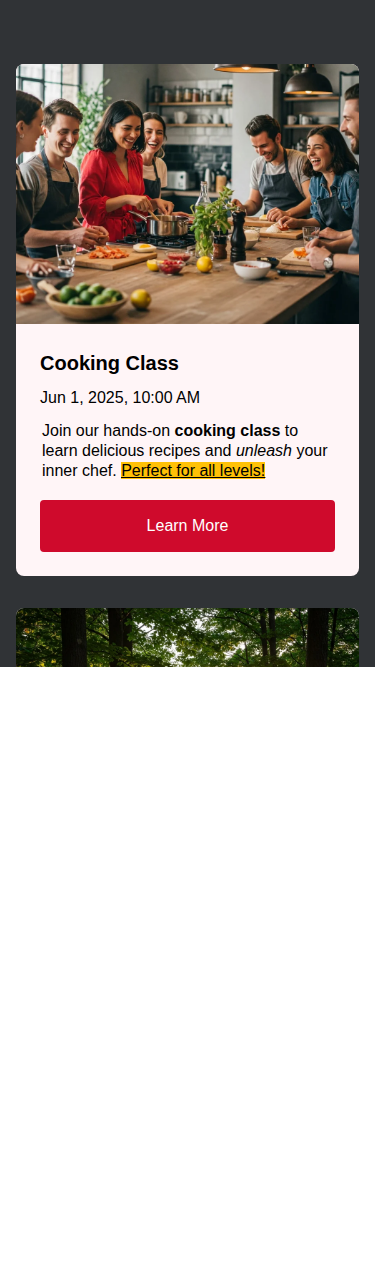 Cooking Class
Jun 1, 2025, 10:00 AM
Join our hands-on cooking class to
learn delicious recipes and unleash your
inner chef. Perfect for all levels!
Learn More